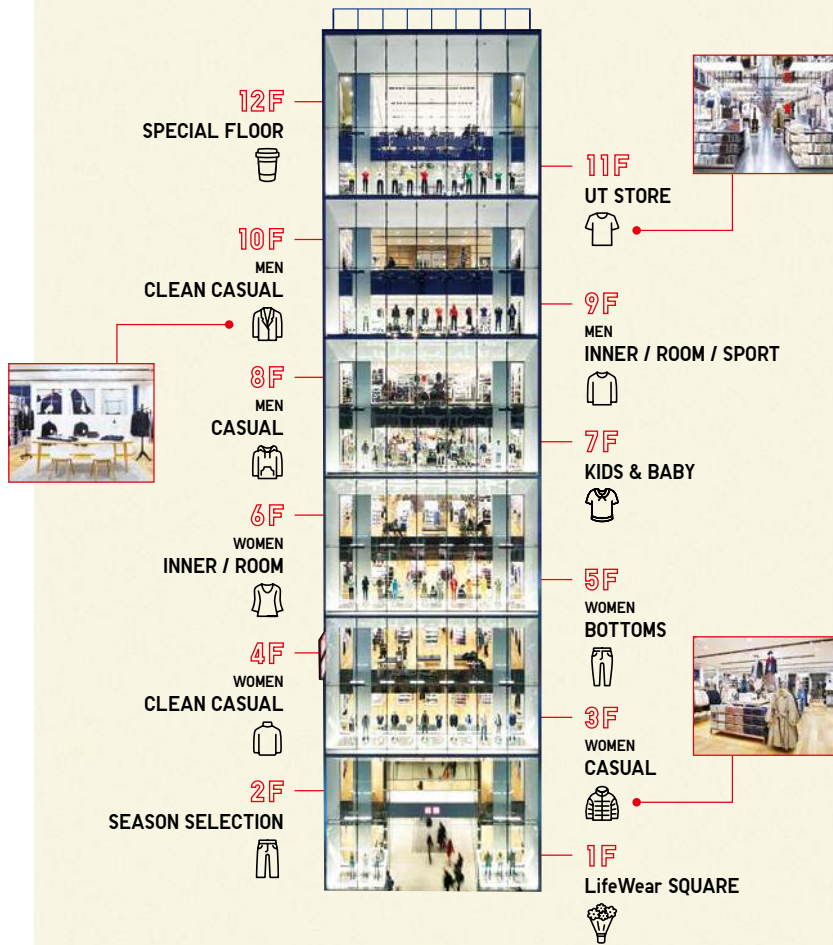 12F
SPECIAL FLOOR
11F
UT STORE
10F
MEN
CLEAN CASUAL
9F
MEN
INNER / ROOM / SPORT
8F
MEN
CASUAL
7F
KIDS & BABY
6F
WOMEN
INNER / ROOM
5F
WOMEN
BOTTOMS
4F
WOMEN
CLEAN CASUAL
3F
WOMEN
CASUAL
2F
SEASON SELECTION
1F
LifeWear SQUARE